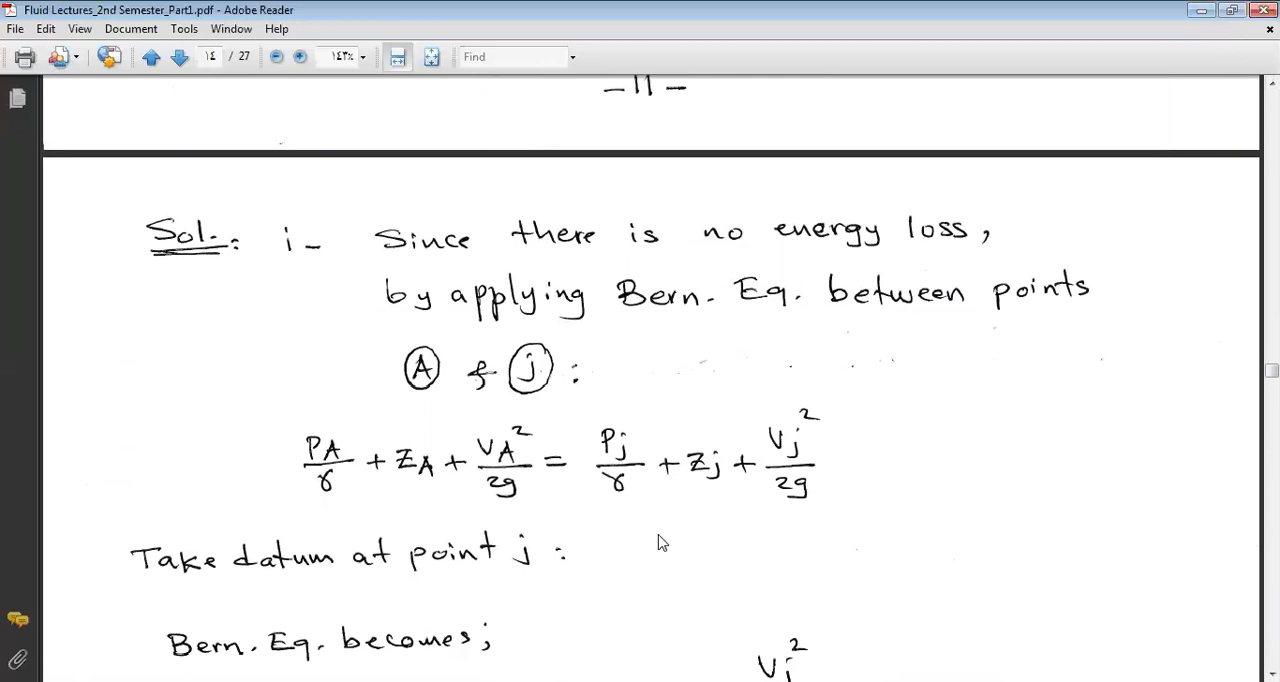 Fluid Lectures_2nd Semester_Part1.pdf - Adobe Reader
File Edit View Document Tools Window Help
١٤ / 27 ١٤٣% Find
- 11 -
Sol.: i- Since there is no energy loss,
by applying Bern. Eq. between points
A & j :
PA/γ + ZA + VA²/2g = Pj/γ + Zj + Vj²/2g
Take datum at point j :
Bern. Eq. becomes;
Vj²